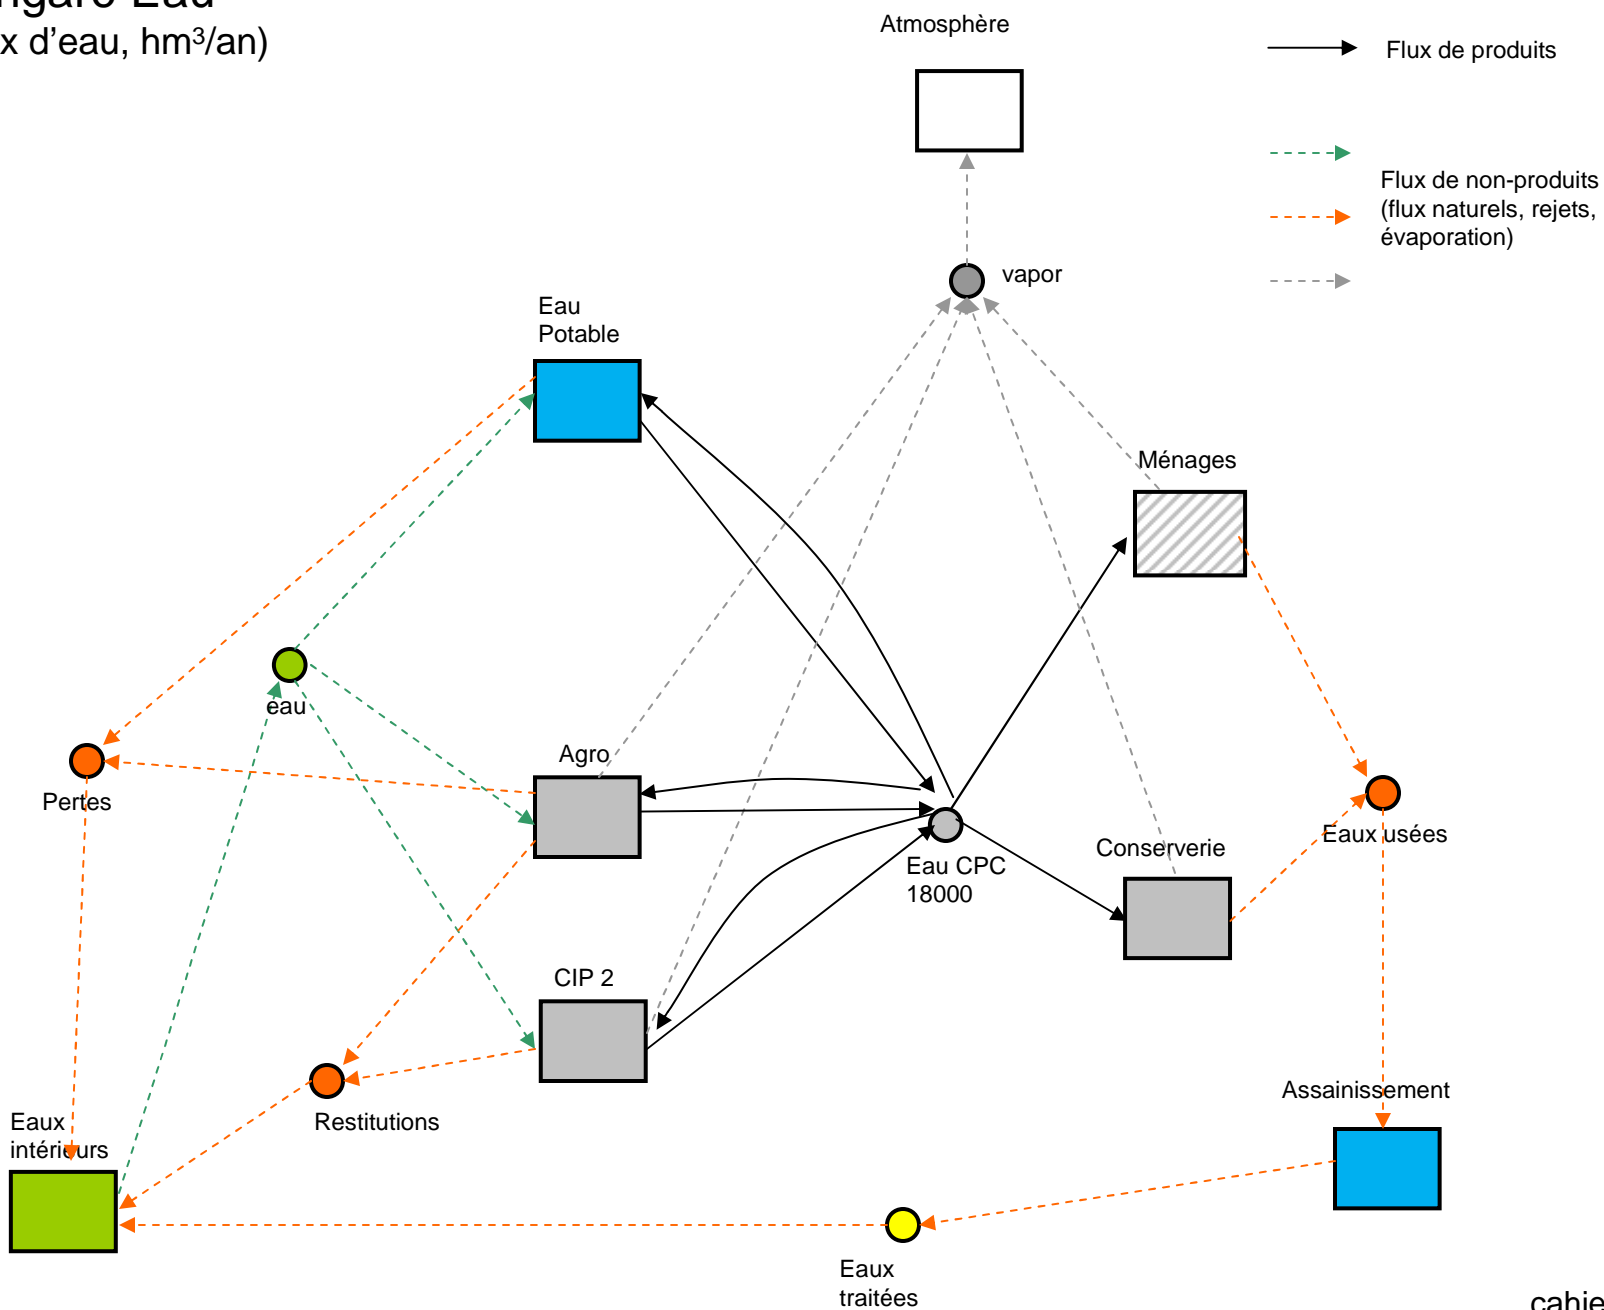 x d'eau, hm³/an)
Atmosphère
Flux de produits
Flux de non-produits
(flux naturels, rejets,
évaporation)
vapor
Eau
Potable
Ménages
eau
Pertes
Agro
Eau CPC
18000
Conserverie
Eaux usées
CIP 2
Restitutions
Eaux
intérieurs
Assainissement
Eaux
traitées
cahie